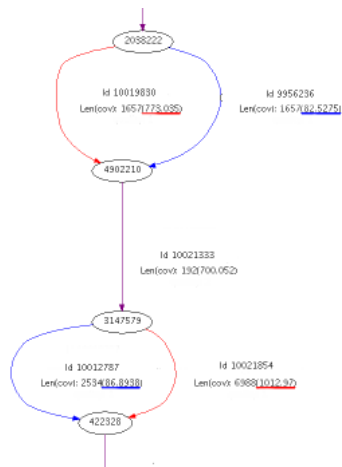 2038222
Id 10019830
Len(cov): 1657(773.035)
Id 9956236
Len(cov): 1657(82.5275)
4902210
Id 10021333
Len(cov): 192(700.052)
3147579
Id 10012787
Len(cov): 2534(86.8938)
Id 10021854
Len(cov): 6988(1012.97)
422328